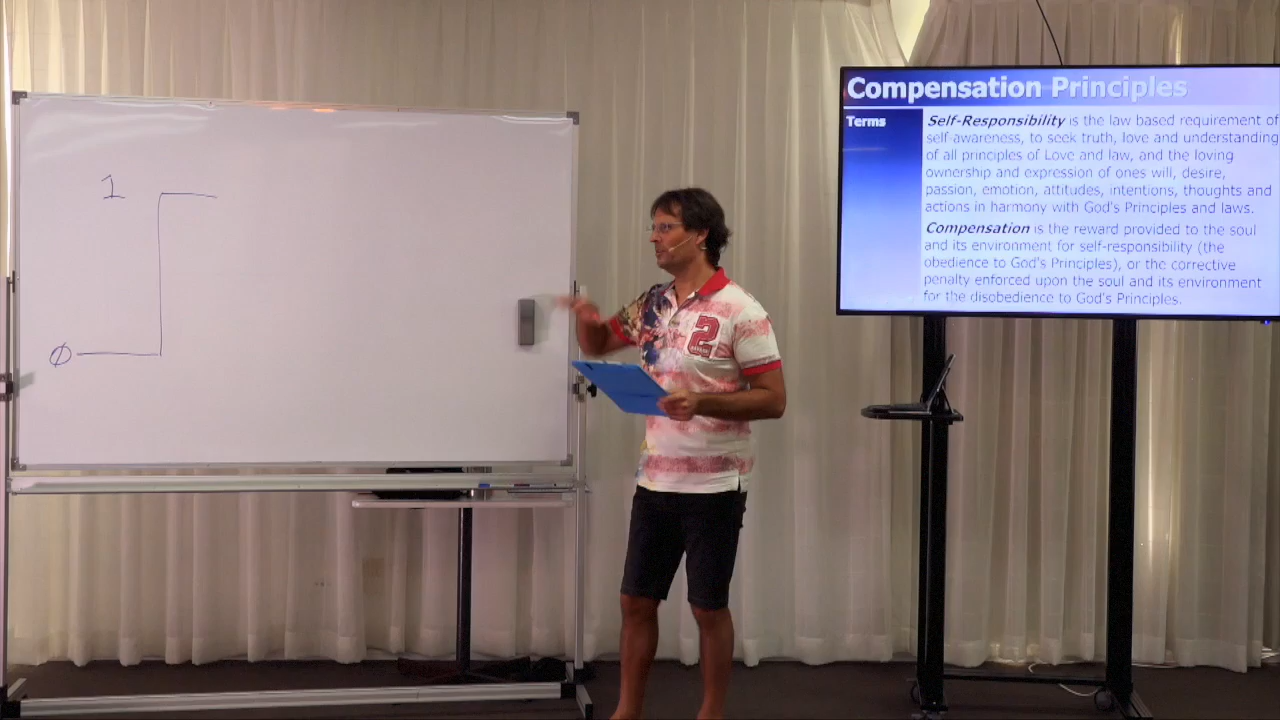 1
Ø
2
Compensation Principles
Terms
Self-Responsibility is the law based requirement of
self-awareness, to seek truth, love and understanding
of all principles of Love and law, and the loving
ownership and expression of ones will, desire,
passion, emotion, attitudes, intentions, thoughts and
actions in harmony with God's Principles and laws.
Compensation is the reward provided to the soul
and its environment for self-responsibility (the
obedience to God's Principles), or the corrective
penalty enforced upon the soul and its environment
for the disobedience to God's Principles.